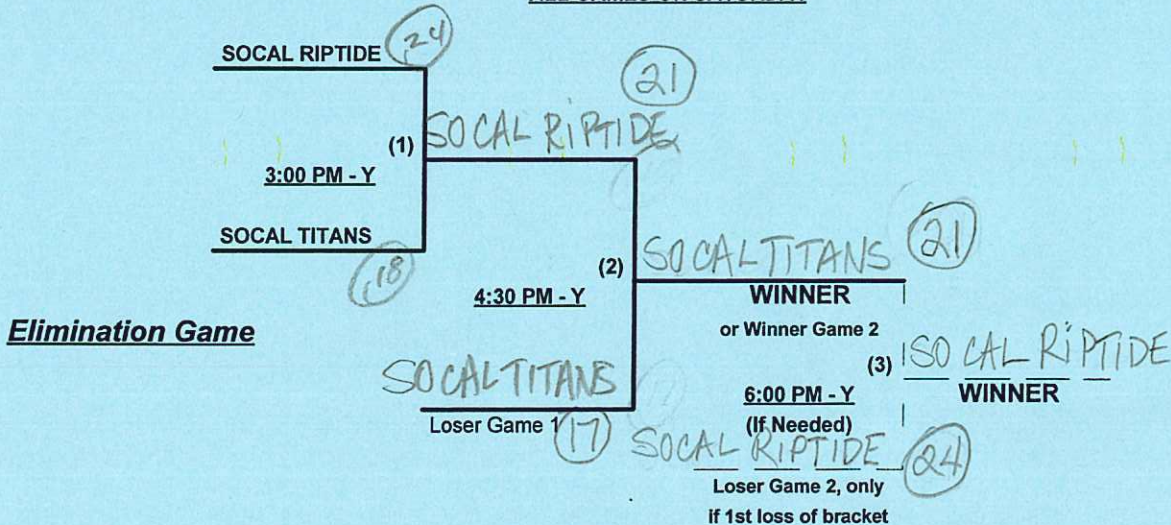 SOCAL RIPTIDE
24
21
(1)
SOCAL RiPTIDE
3:00 PM - Y
SOCAL TITANS
18
(2)
SOCAL TITANS
21
4:30 PM - Y
WINNER
or Winner Game 2
Elimination Game
(3)
SOCAL RiPTIDE
SOCAL TITANS
6:00 PM - Y
WINNER
Loser Game 1
17
(If Needed)
SOCAL RiPTIDE
24
Loser Game 2, only
if 1st loss of bracket